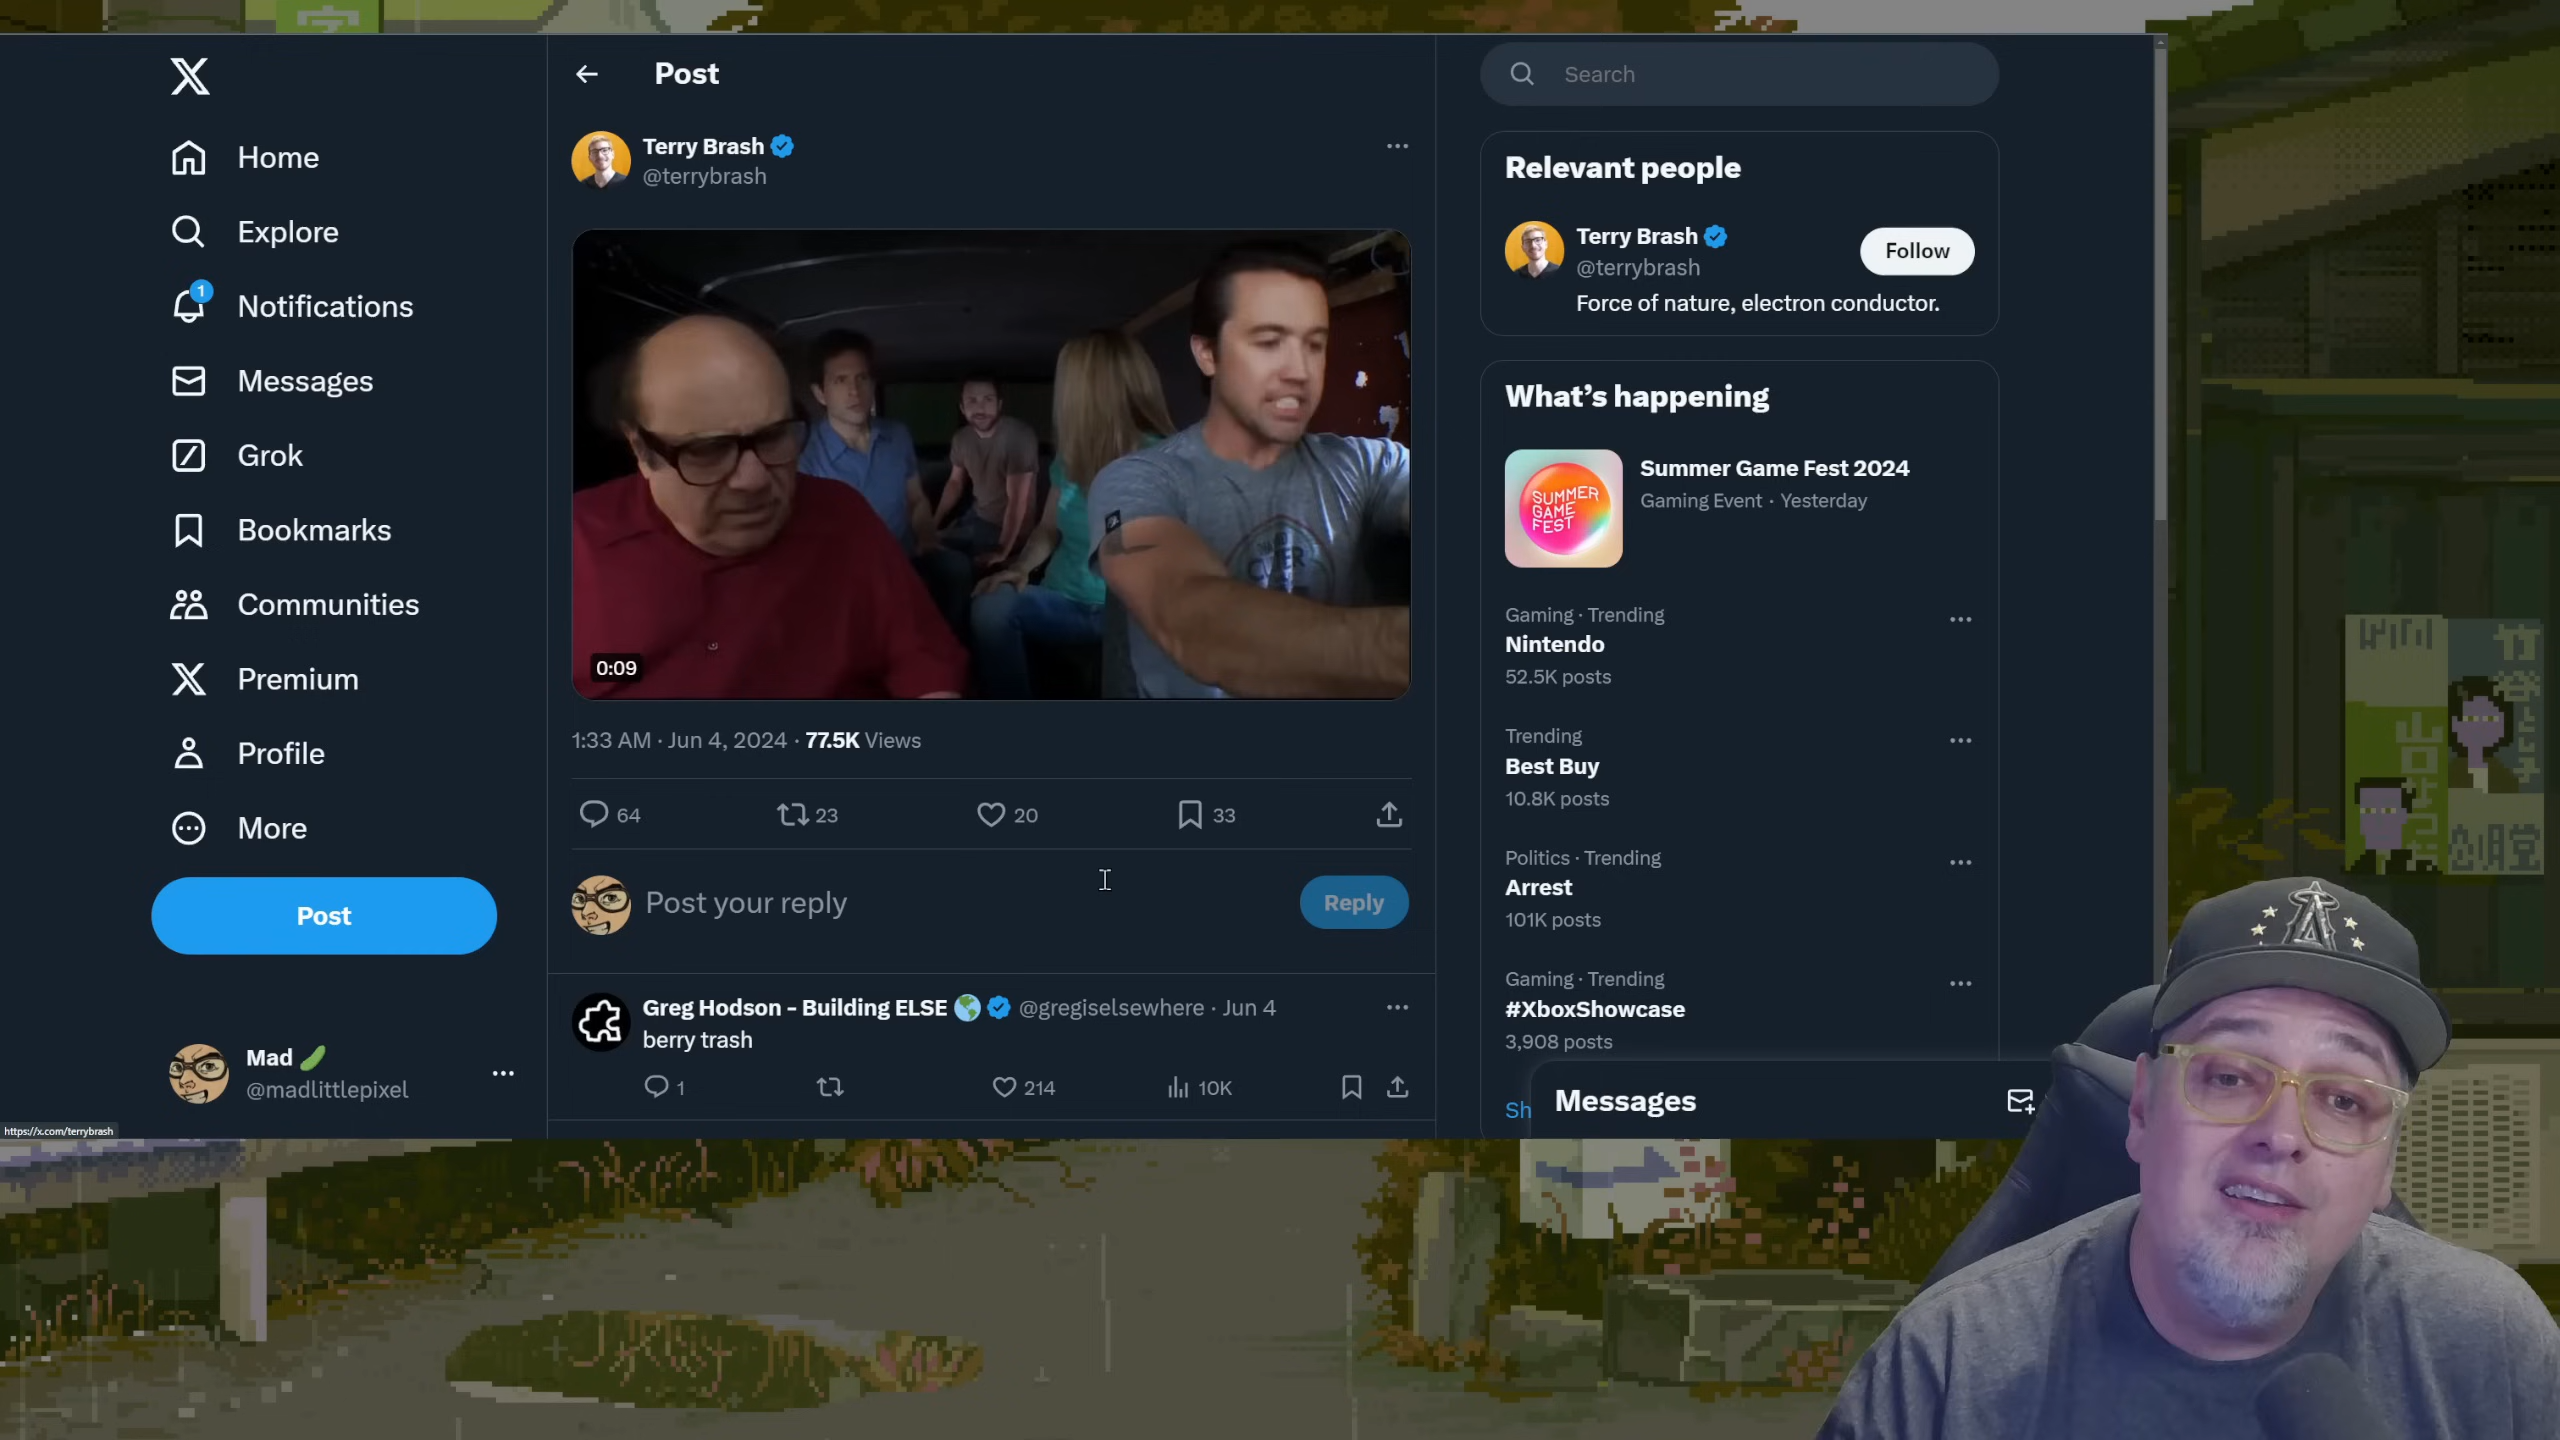 Home
Explore
1
Notifications
Messages
Grok
Bookmarks
Communities
Premium
Profile
More
Post
Mad
@madlittlepixel
https://x.com/terrybrash
Post
Terry Brash
@terrybrash
0:09
1:33 AM · Jun 4, 2024 · 77.5K Views
64 23 20 33
Post your reply
Reply
Greg Hodson - Building ELSE @gregiselsewhere · Jun 4
berry trash
1 214 10K
Search
Relevant people
Terry Brash
@terrybrash
Follow
Force of nature, electron conductor.
What’s happening
SUMMER
GAME
FEST
Summer Game Fest 2024
Gaming Event · Yesterday
Gaming · Trending
Nintendo
52.5K posts
Trending
Best Buy
10.8K posts
Politics · Trending
Arrest
101K posts
Gaming · Trending
#XboxShowcase
3,908 posts
Sh
Messages
A